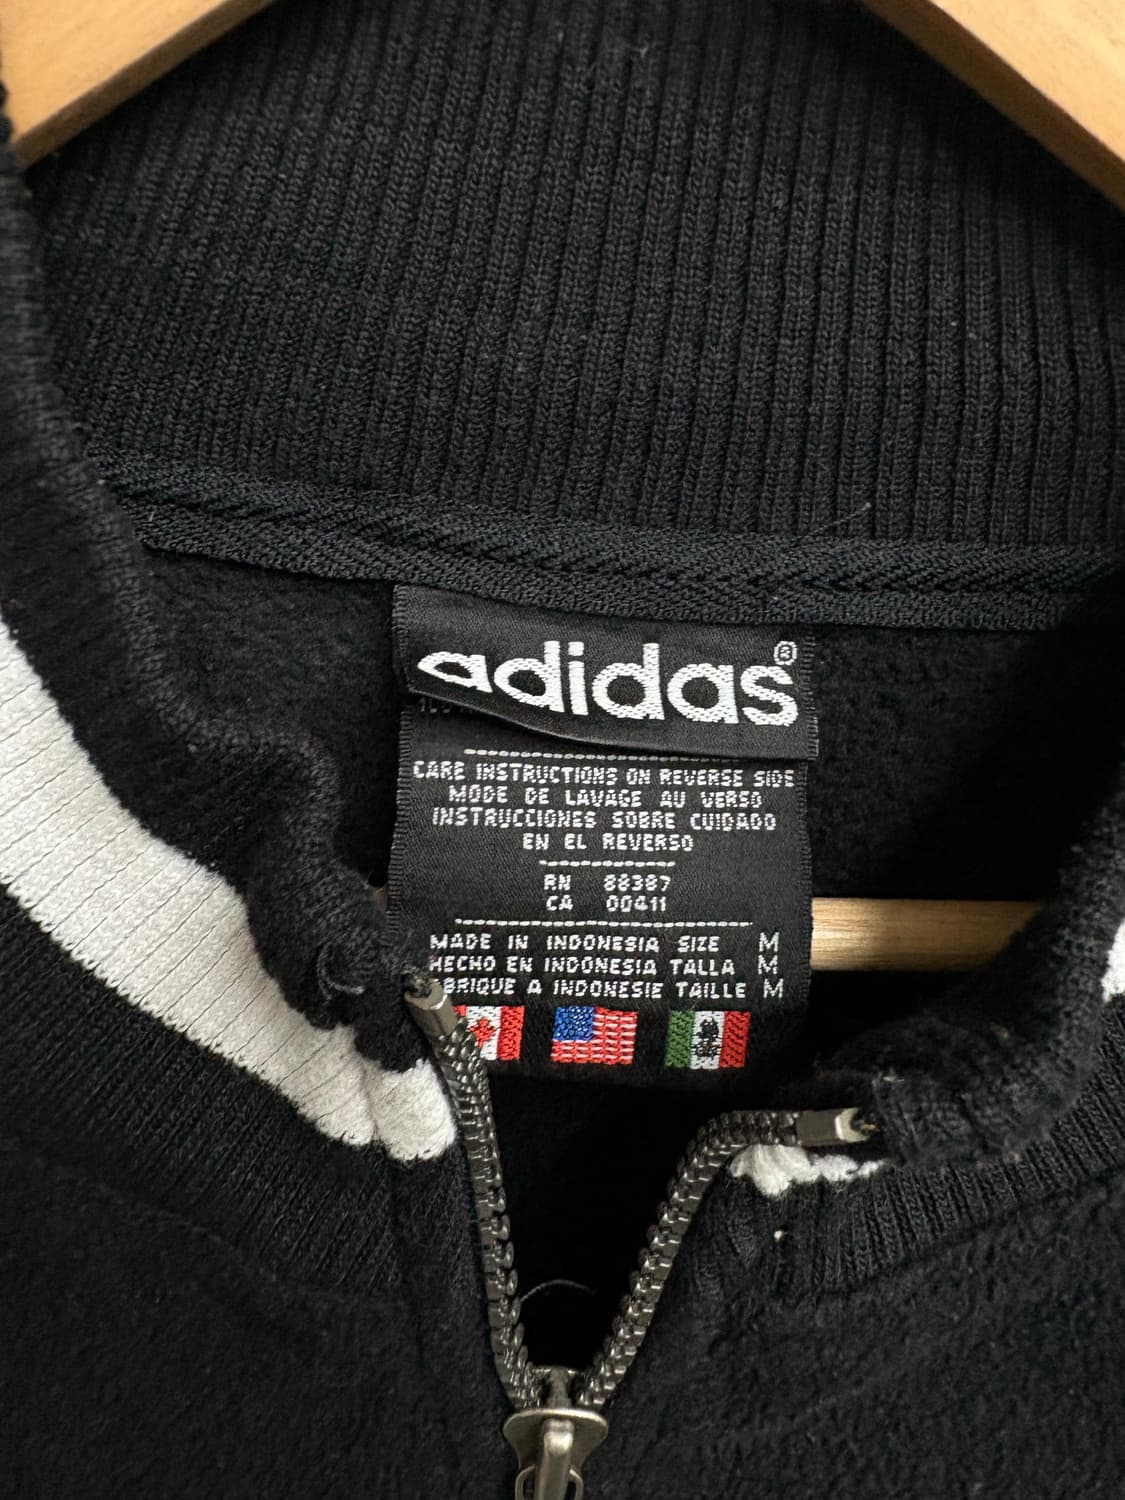 adidas®
CARE INSTRUCTIONS ON REVERSE SIDE
MODE DE LAVAGE AU VERSO
INSTRUCCIONES SOBRE CUIDADO
EN EL REVERSO
RN 88387
CA 00411
MADE IN INDONESIA SIZE M
HECHO EN INDONESIA TALLA M
BRIQUE A INDONESIE TAILLE M